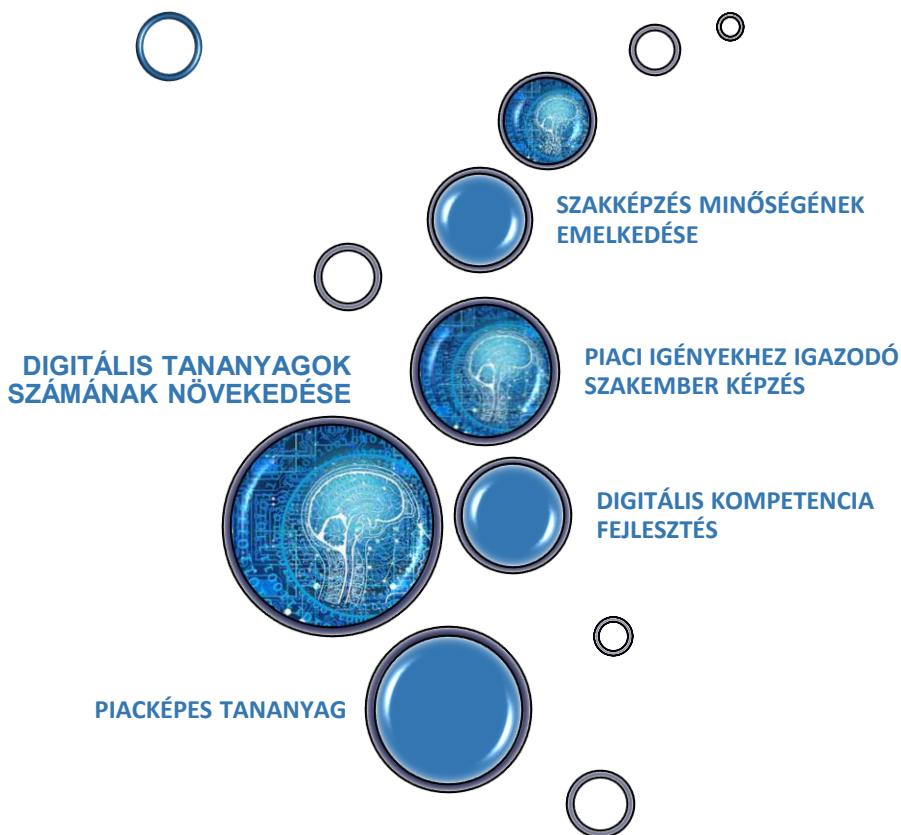 SZAKKÉPZÉS MINŐSÉGÉNEK
EMELKEDÉSE
DIGITÁLIS TANANYAGOK
SZÁMÁNAK NÖVEKEDÉSE
PIACI IGÉNYEKHEZ IGAZODÓ
SZAKEMBER KÉPZÉS
DIGITÁLIS KOMPETENCIA
FEJLESZTÉS
PIACKÉPES TANANYAG